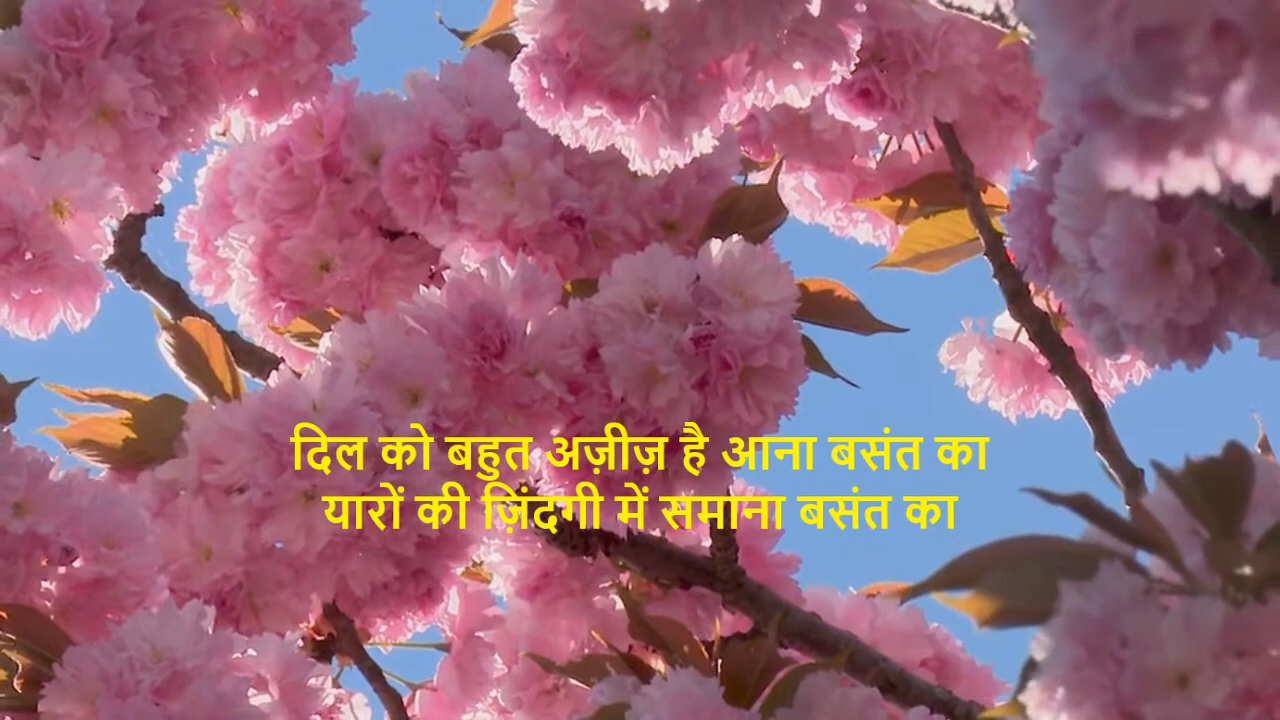 दिल को बहुत अज़ीज़ है आना बसंत का
यारों की ज़िंदगी में समाना बसंत का